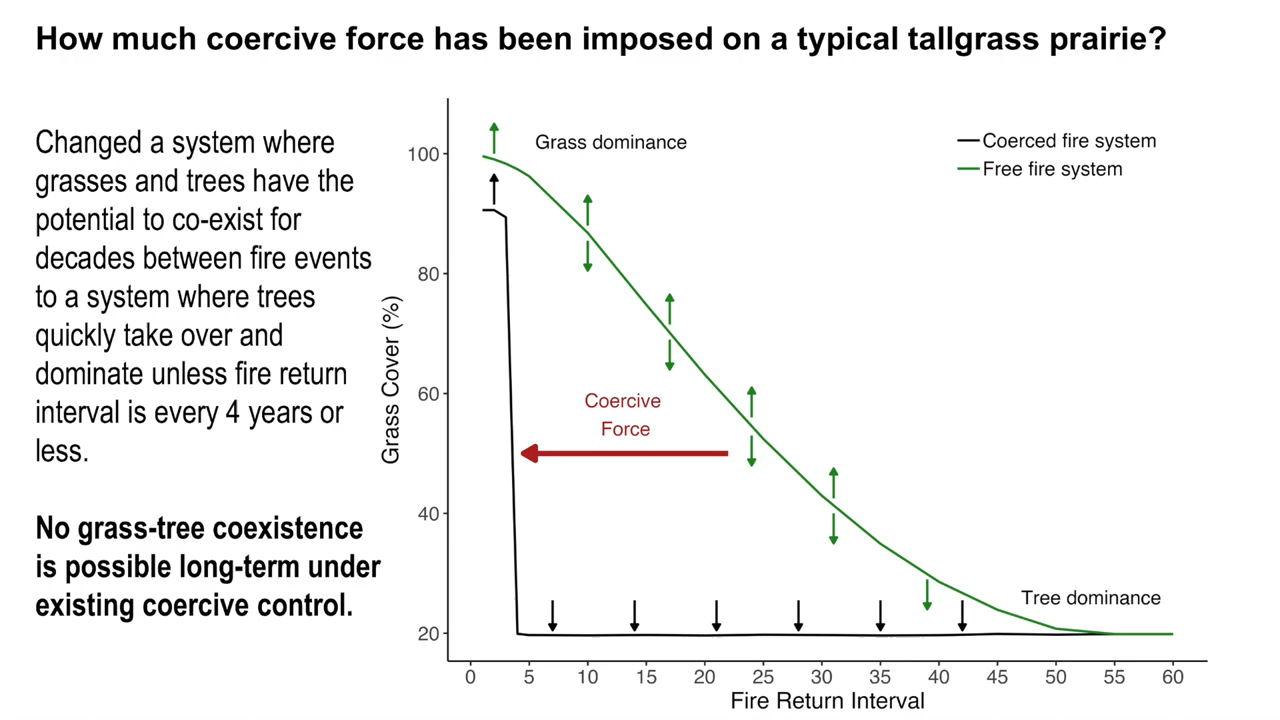 How much coercive force has been imposed on a typical tallgrass prairie?
Changed a system where
grasses and trees have the
potential to co-exist for
decades between fire events
to a system where trees
quickly take over and
dominate unless fire return
interval is every 4 years or
less.
No grass-tree coexistence
is possible long-term under
existing coercive control.
Grass Cover (%)
100
80
60
40
20
Grass dominance
Coerced fire system
Free fire system
Coercive
Force
Tree dominance
0 5 10 15 20 25 30 35 40 45 50 55 60
Fire Return Interval